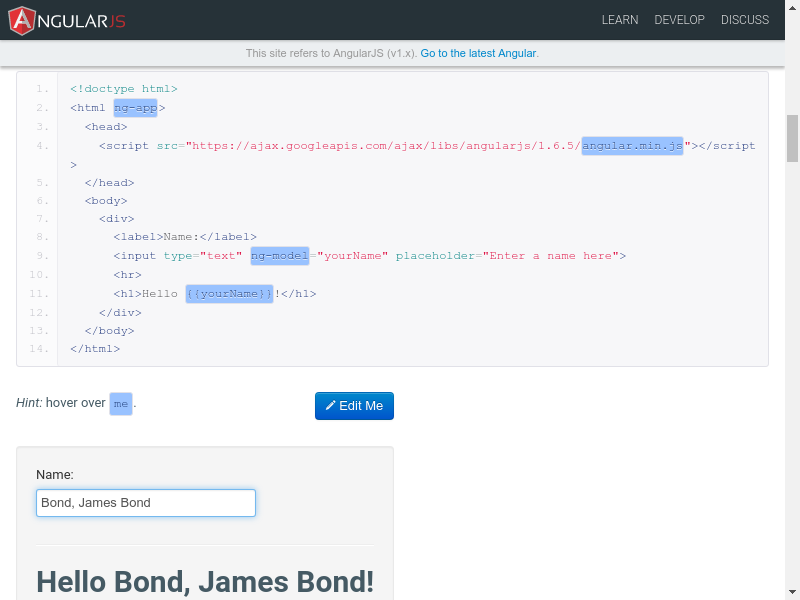 ANGULARJS LEARN DEVELOP DISCUSS
This site refers to AngularJS (v1.x). Go to the latest Angular.
1. <!doctype html>
2. <html ng-app>
3. <head>
4. <script src="https://ajax.googleapis.com/ajax/libs/angularjs/1.6.5/angular.min.js"></script
>
5. </head>
6. <body>
7. <div>
8. <label>Name:</label>
9. <input type="text" ng-model="yourName" placeholder="Enter a name here">
10. <hr>
11. <h1>Hello {{yourName}}!</h1>
12. </div>
13. </body>
14. </html>
Hint: hover over me.
Edit Me
Name:
Bond, James Bond
Hello Bond, James Bond!